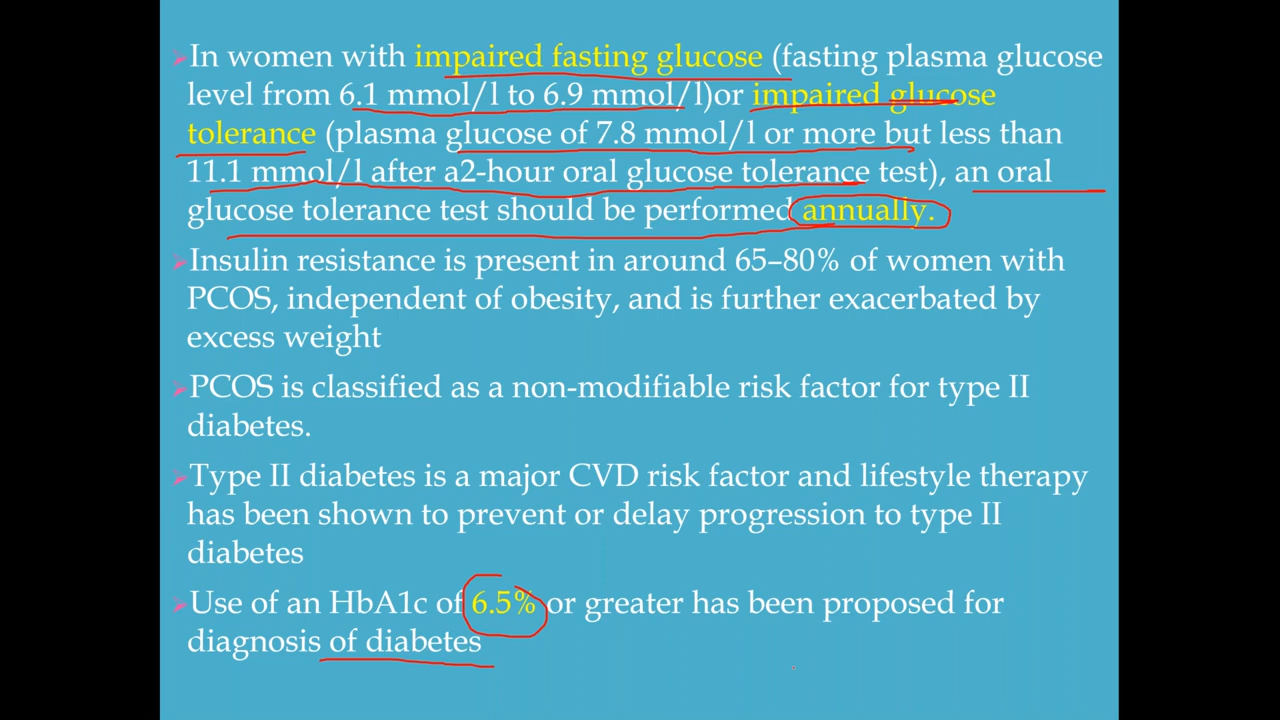 In women with impaired fasting glucose (fasting plasma glucose
level from 6.1 mmol/l to 6.9 mmol/l)or impaired glucose
tolerance (plasma glucose of 7.8 mmol/l or more but less than
11.1 mmol/l after a2-hour oral glucose tolerance test), an oral
glucose tolerance test should be performed annually.
Insulin resistance is present in around 65–80% of women with
PCOS, independent of obesity, and is further exacerbated by
excess weight
PCOS is classified as a non-modifiable risk factor for type II
diabetes.
Type II diabetes is a major CVD risk factor and lifestyle therapy
has been shown to prevent or delay progression to type II
diabetes
Use of an HbA1c of 6.5% or greater has been proposed for
diagnosis of diabetes